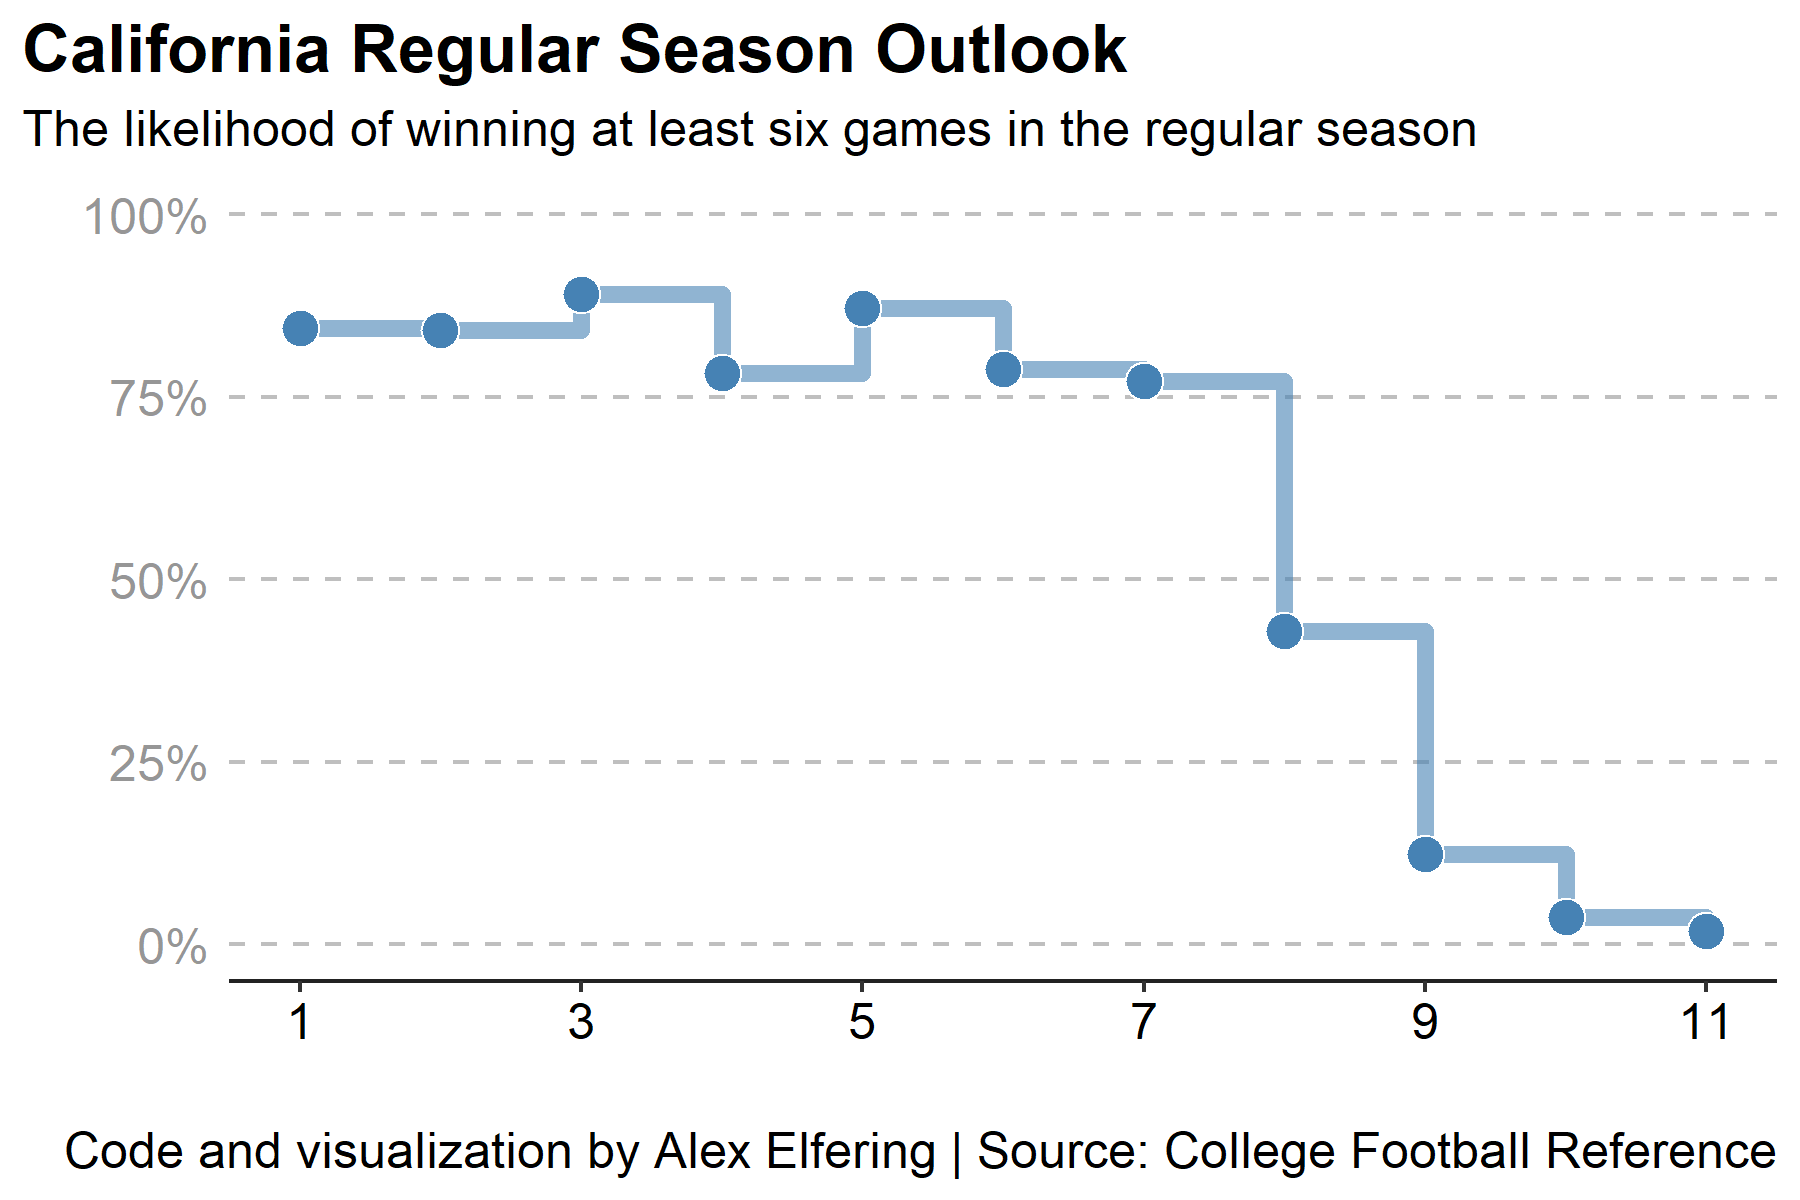 California Regular Season Outlook
The likelihood of winning at least six games in the regular season
100%
75%
50%
25%
0%
1 3 5 7 9 11
Code and visualization by Alex Elfering | Source: College Football Reference